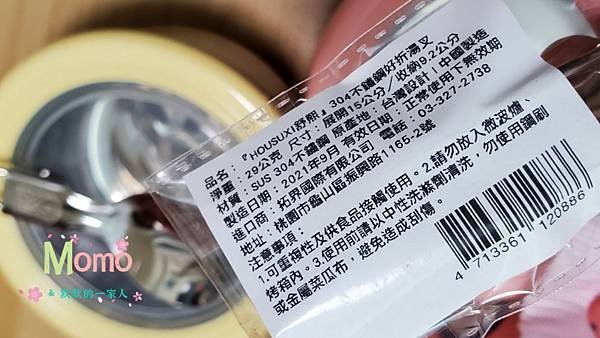 品名：『HOUSUXI舒熙』304不鏽鋼好折湯叉
淨重：29公克 尺寸：展開15公分/收納9.2公分
材質：SUS 304不鏽鋼 原產地：台灣設計｜中國製造
製造日期：2021年9月 有效日期：正常使用下無效期
進口商：拓界國際有限公司 電話：03-327-2738
地址：桃園市龜山區振興路1165-2號
注意事項：
1.可重複性及供食品接觸使用。2.請勿放入微波爐、
烤箱內。3.使用前請以中性洗滌劑清洗，勿使用鋼刷
或金屬菜瓜布，避免造成刮傷。
4 713361 120886
Momo
& 我的一家人